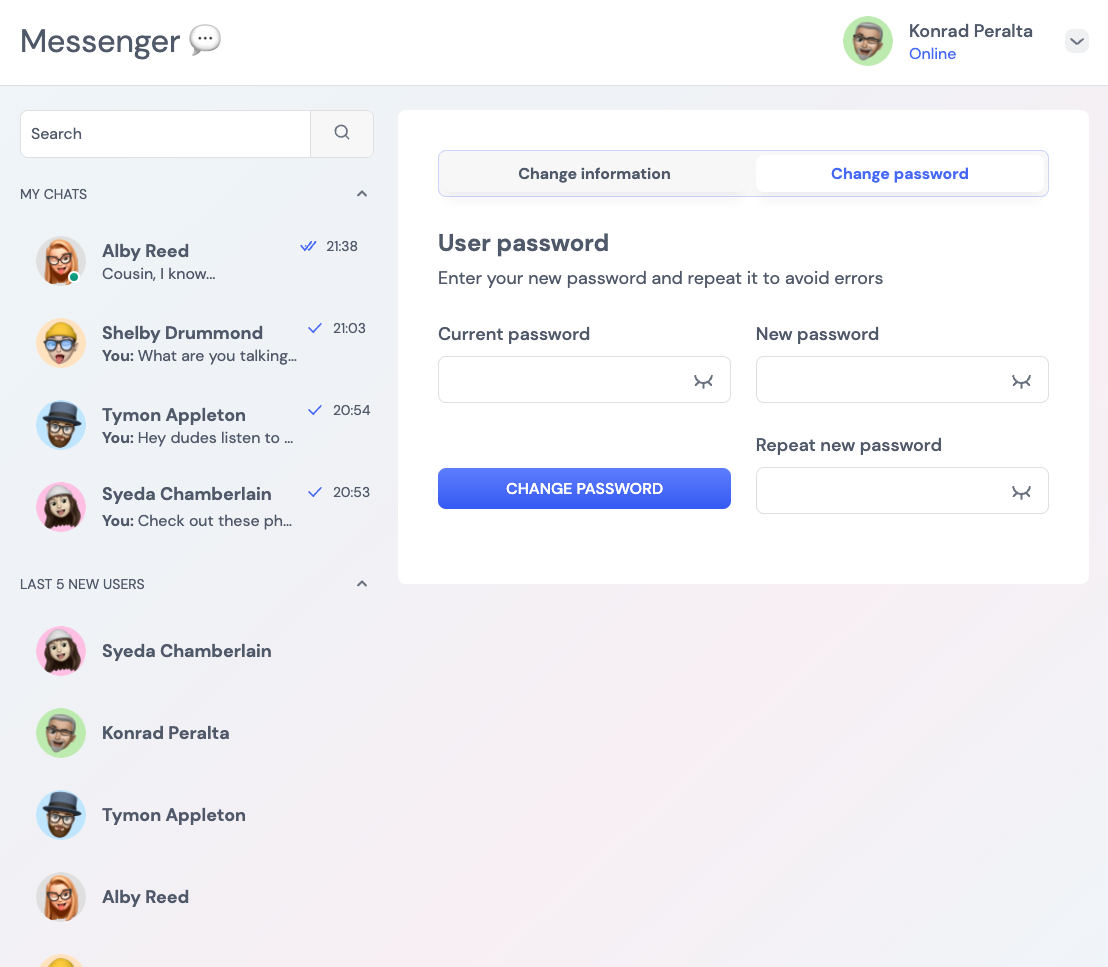 Messenger
Konrad Peralta
Online
Search
MY CHATS
Alby Reed
21:38
Cousin, I know...
Shelby Drummond
21:03
You: What are you talking...
Tymon Appleton
20:54
You: Hey dudes listen to ...
Syeda Chamberlain
20:53
You: Check out these ph...
LAST 5 NEW USERS
Syeda Chamberlain
Konrad Peralta
Tymon Appleton
Alby Reed
Change information
Change password
User password
Enter your new password and repeat it to avoid errors
Current password
New password
Repeat new password
CHANGE PASSWORD